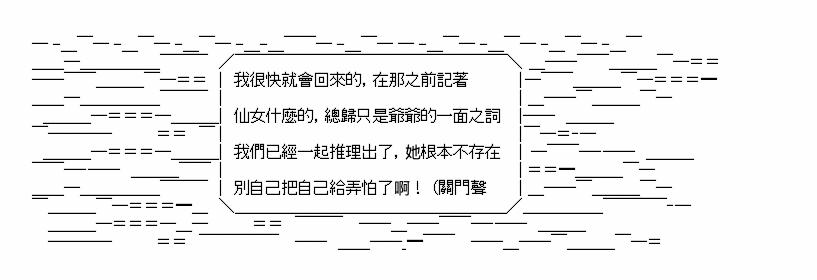 我很快就會回來的，在那之前記著
仙女什麼的，總歸只是爺爺的一面之詞
我們已經一起推理出了，她根本不存在
別自己把自己給弄怕了啊！（關門聲